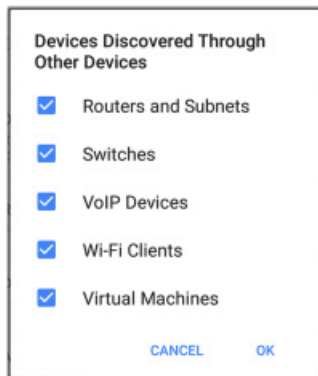 Devices Discovered Through
Other Devices
Routers and Subnets
Switches
VoIP Devices
Wi-Fi Clients
Virtual Machines
CANCEL OK